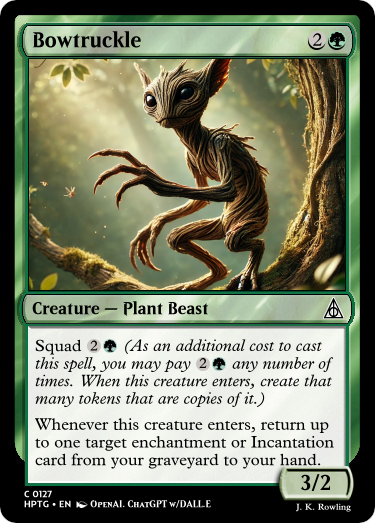 Bowtruckle 2
Creature — Plant Beast
Squad 2 (As an additional cost to cast
this spell, you may pay 2 any number of
times. When this creature enters, create that
many tokens that are copies of it.)
Whenever this creature enters, return up
to one target enchantment or Incantation
card from your graveyard to your hand.
3/2
C 0127
HPTG • EN OpenAI. ChatGPT w/DALL.E
J. K. Rowling